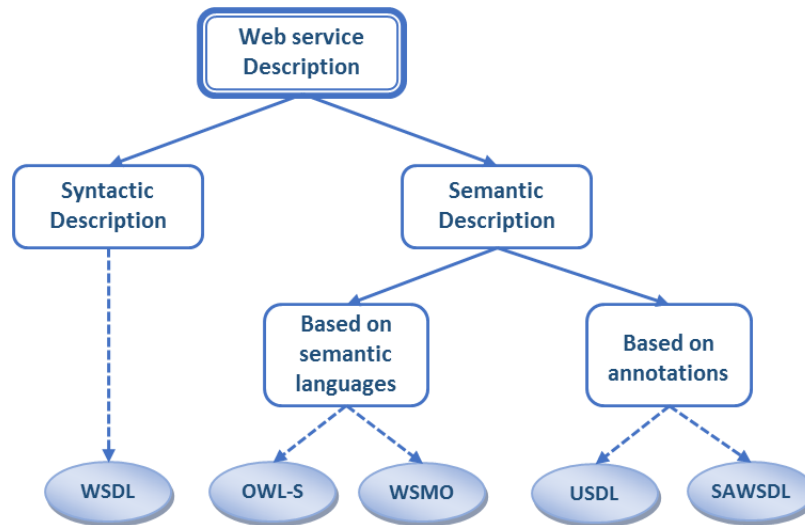 Web service
Description
Syntactic
Description
Semantic
Description
Based on
semantic
languages
Based on
annotations
WSDL
OWL-S
WSMO
USDL
SAWSDL